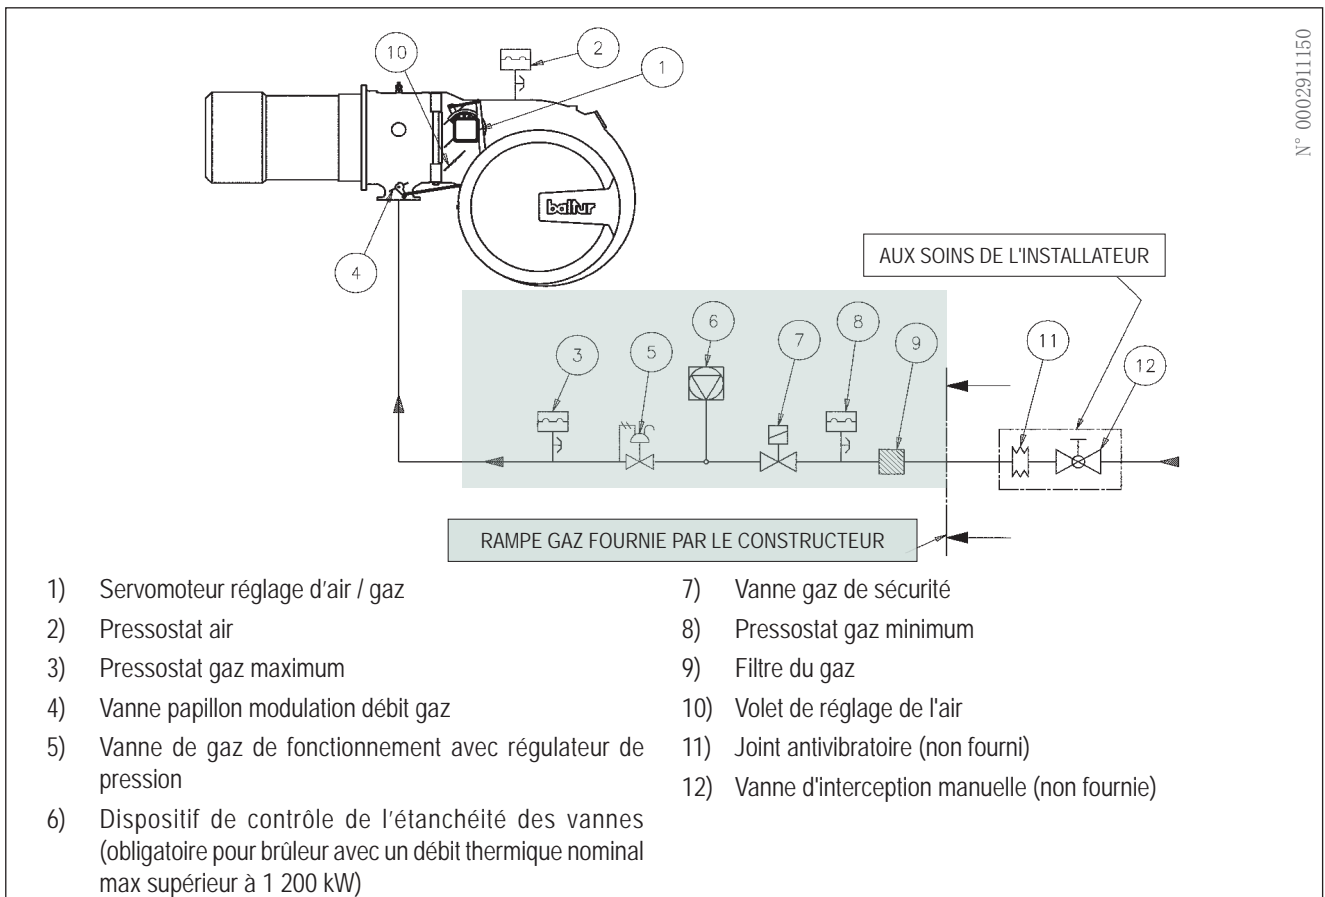 N° 0002911150
10
2
1
baltur
4
AUX SOINS DE L'INSTALLATEUR
3
5
6
7
8
9
11
12
RAMPE GAZ FOURNIE PAR LE CONSTRUCTEUR
1) Servomoteur réglage d'air / gaz
2) Pressostat air
3) Pressostat gaz maximum
4) Vanne papillon modulation débit gaz
5) Vanne de gaz de fonctionnement avec régulateur de
pression
6) Dispositif de contrôle de l'étanchéité des vannes
(obligatoire pour brûleur avec un débit thermique nominal
max supérieur à 1 200 kW)
7) Vanne gaz de sécurité
8) Pressostat gaz minimum
9) Filtre du gaz
10) Volet de réglage de l'air
11) Joint antivibratoire (non fourni)
12) Vanne d'interception manuelle (non fournie)